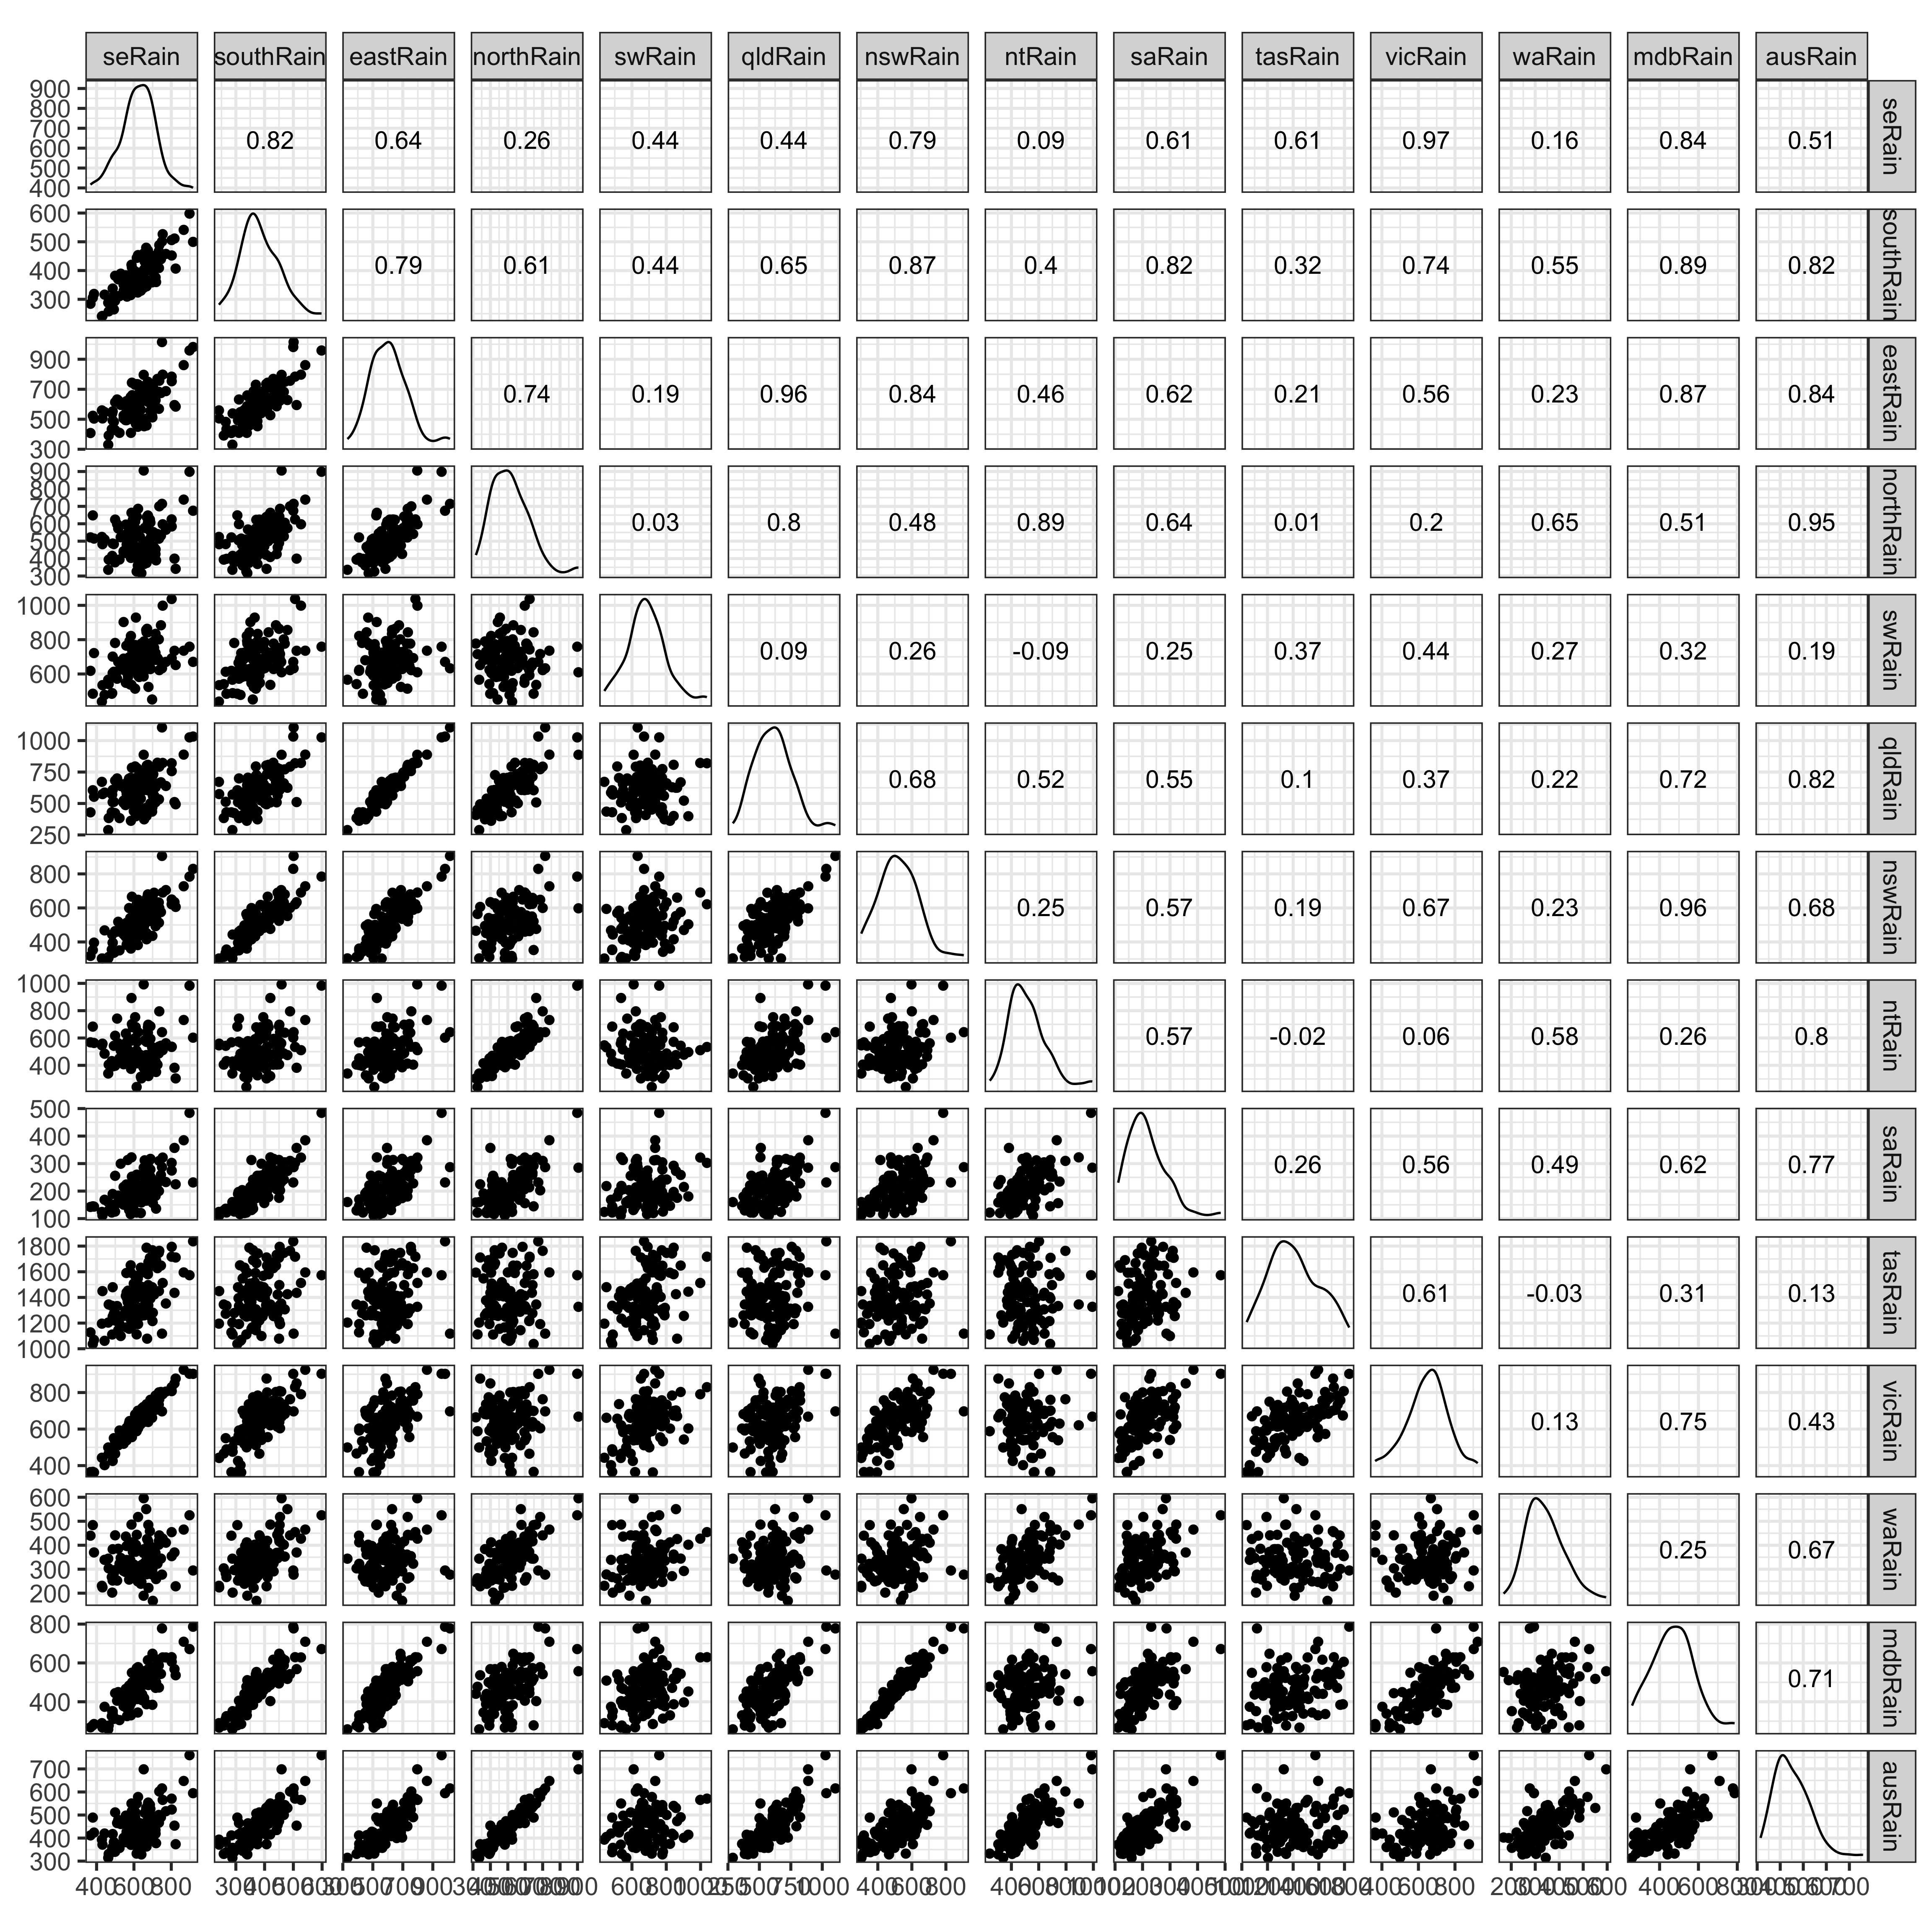 seRain southRain eastRain northRain swRain qldRain nswRain ntRain saRain tasRain vicRain waRain mdbRain ausRain
900
800
700
600
500
400
0.82 0.64 0.26 0.44 0.44 0.79 0.09 0.61 0.61 0.97 0.16 0.84 0.51
seRain
600
500
400
300
0.79 0.61 0.44 0.65 0.87 0.4 0.82 0.32 0.74 0.55 0.89 0.82
southRain
900
700
500
300
0.74 0.19 0.96 0.84 0.46 0.62 0.21 0.56 0.23 0.87 0.84
eastRain
900
800
700
600
500
400
300
0.03 0.8 0.48 0.89 0.64 0.01 0.2 0.65 0.51 0.95
northRain
1000
800
600
0.09 0.26 -0.09 0.25 0.37 0.44 0.27 0.32 0.19
swRain
1000
750
500
250
0.68 0.52 0.55 0.1 0.37 0.22 0.72 0.82
qldRain
800
600
400
0.25 0.57 0.19 0.67 0.23 0.96 0.68
nswRain
1000
800
600
400
0.57 -0.02 0.06 0.58 0.26 0.8
ntRain
500
400
300
200
100
0.26 0.56 0.49 0.62 0.77
saRain
1800
1600
1400
1200
1000
0.61 -0.03 0.31 0.13
tasRain
800
600
400
0.13 0.75 0.43
vicRain
600
500
400
300
200
0.25 0.67
waRain
800
600
400
0.71
mdbRain
700
600
500
400
300
ausRain
400 600 800 300 400 500 600 300 500 700 900 300 400 500 600 700 800 900 600 800 1000 250 500 750 1000 400 600 800 400 600 800 1000 100 200 300 400 500 1000 1200 1400 1600 1800 400 600 800 200 300 400 500 600 400 600 800 300 400 500 600 700